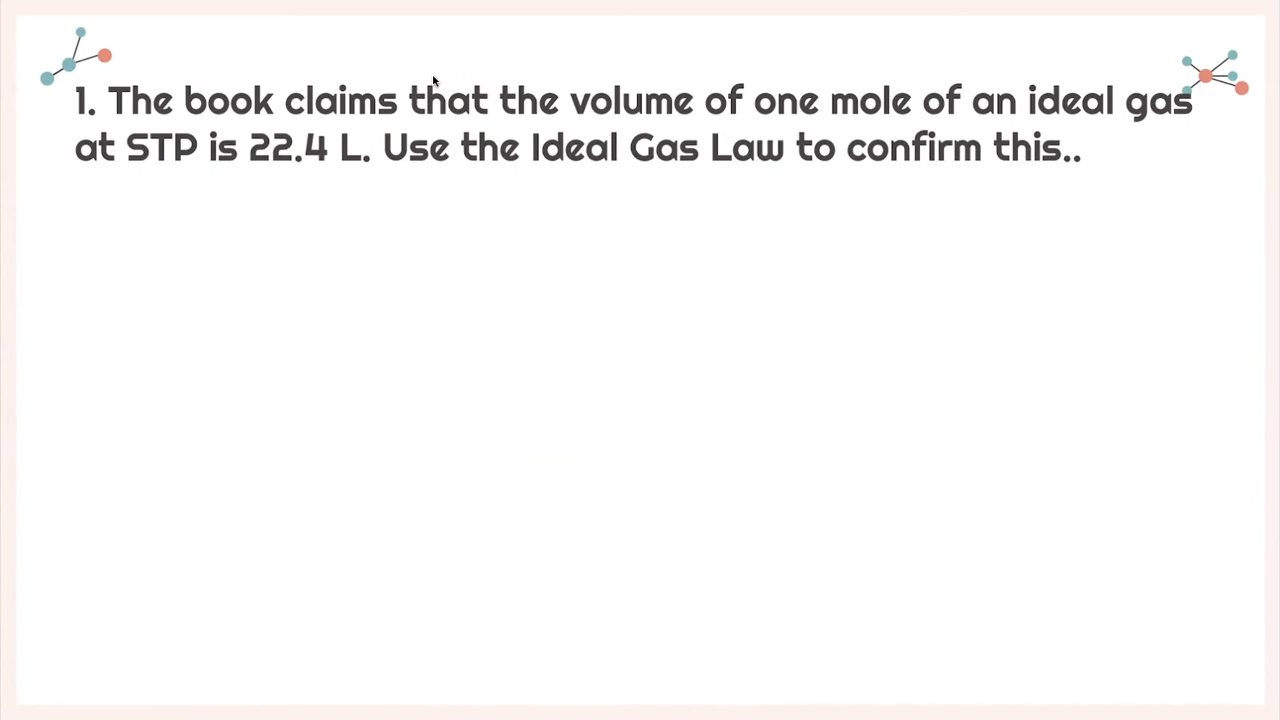 1. The book claims that the volume of one mole of an ideal gas
at STP is 22.4 L. Use the Ideal Gas Law to confirm this..